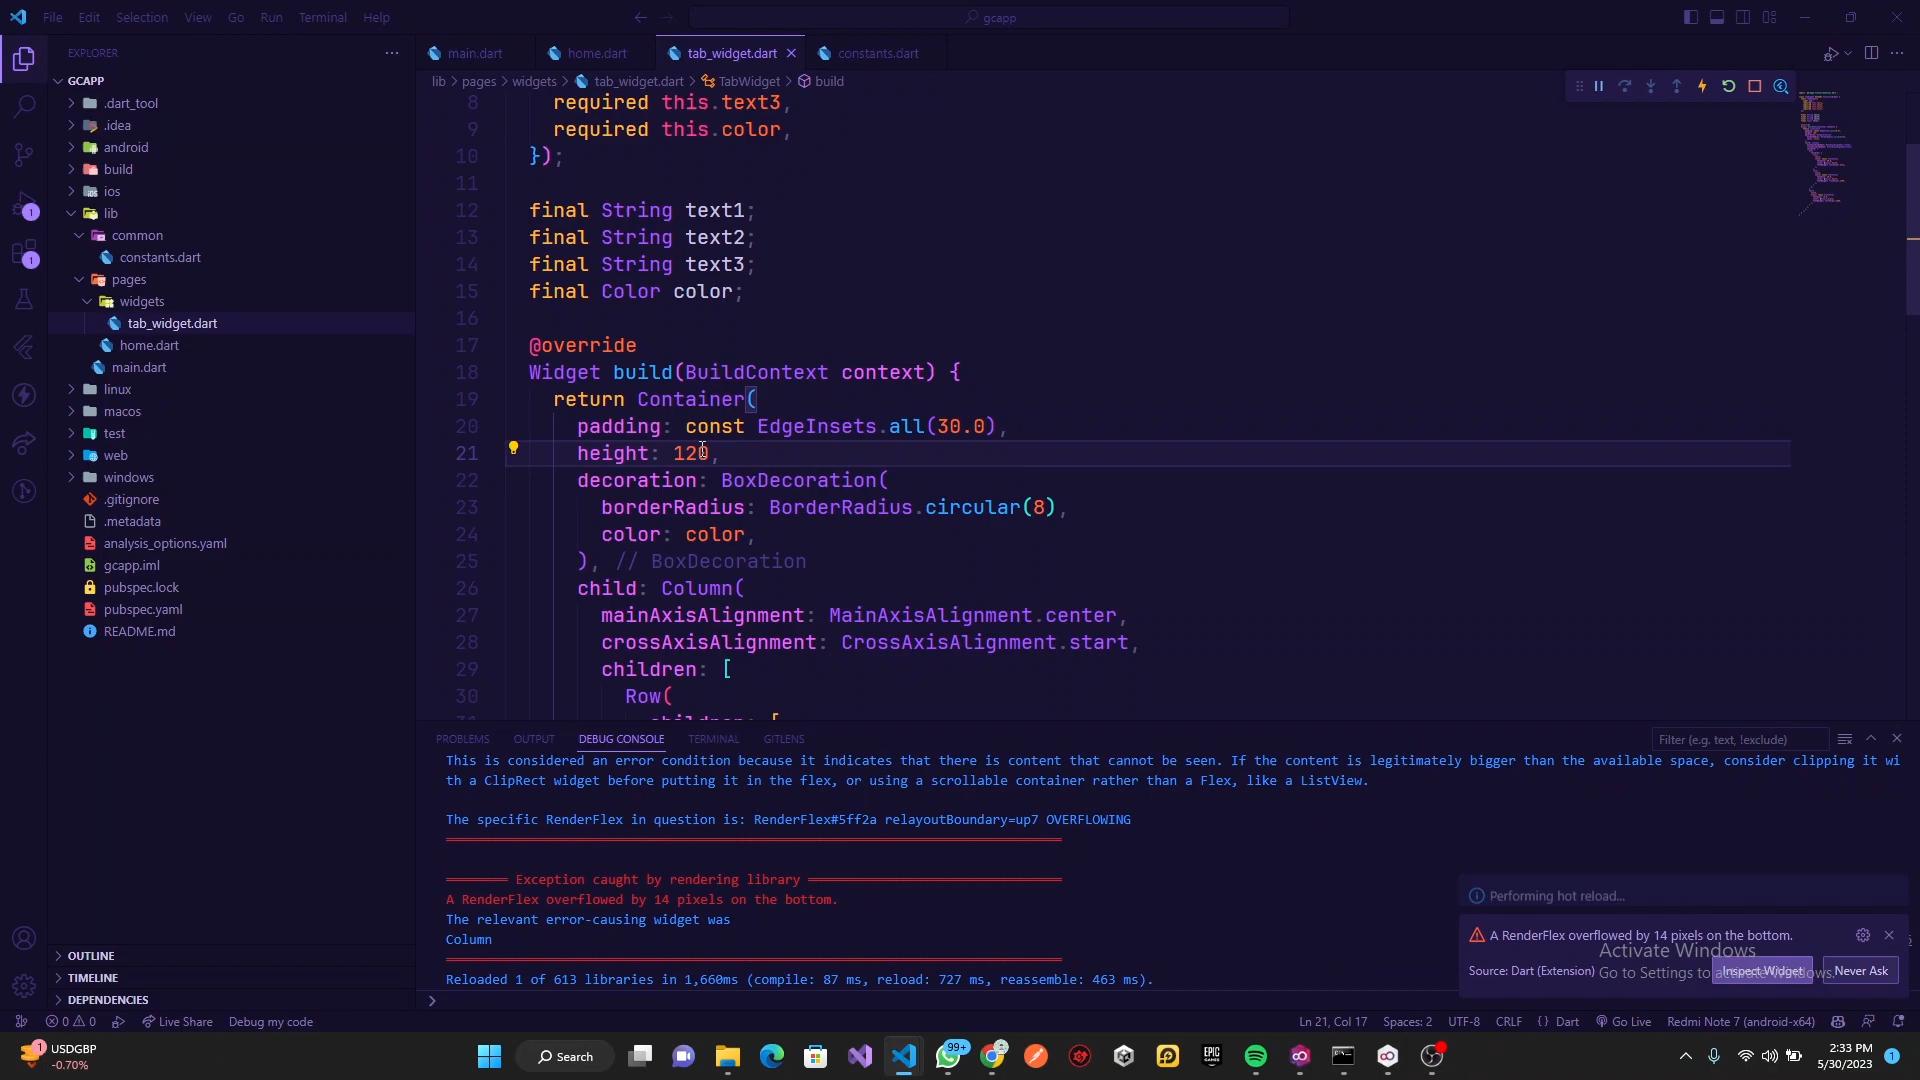 File Edit Selection View Go Run Terminal Help
gcapp
EXPLORER
main.dart
home.dart
tab_widget.dart
constants.dart
lib > pages > widgets > tab_widget.dart > TabWidget > build
GCAPP
.dart_tool
.idea
android
build
ios
lib
common
constants.dart
pages
widgets
tab_widget.dart
home.dart
main.dart
linux
macos
test
web
windows
.gitignore
.metadata
analysis_options.yaml
gcapp.iml
pubspec.lock
pubspec.yaml
README.md
OUTLINE
TIMELINE
DEPENDENCIES
8 required this.text3,
9 required this.color,
10 });
11
12 final String text1;
13 final String text2;
14 final String text3;
15 final Color color;
16
17 @override
18 Widget build(BuildContext context) {
19 return Container(
20 padding: const EdgeInsets.all(30.0),
21 height: 120,
22 decoration: BoxDecoration(
23 borderRadius: BorderRadius.circular(8),
24 color: color,
25 ), // BoxDecoration
26 child: Column(
27 mainAxisAlignment: MainAxisAlignment.center,
28 crossAxisAlignment: CrossAxisAlignment.start,
29 children: [
30 Row(
31 children: [
PROBLEMS OUTPUT DEBUG CONSOLE TERMINAL GITLENS
Filter (e.g. text, !exclude)
This is considered an error condition because it indicates that there is content that cannot be seen. If the content is legitimately bigger than the available space, consider clipping it wi
th a ClipRect widget before putting it in the flex, or using a scrollable container rather than a Flex, like a ListView.
The specific RenderFlex in question is: RenderFlex#5ff2a relayoutBoundary=up7 OVERFLOWING
Exception caught by rendering library
A RenderFlex overflowed by 14 pixels on the bottom.
The relevant error-causing widget was
Column
Reloaded 1 of 613 libraries in 1,660ms (compile: 87 ms, reload: 727 ms, reassemble: 463 ms).
Performing hot reload...
A RenderFlex overflowed by 14 pixels on the bottom.
Source: Dart (Extension)
Inspect Widget
Never Ask
Activate Windows
Go to Settings to activate Windows.
0 0 Live Share Debug my code
Ln 21, Col 17 Spaces: 2 UTF-8 CRLF {} Dart Go Live Redmi Note 7 (android-x64)
1
USDGBP
-0.70%
Search
99+
EPIC GAMES
2:33 PM
5/30/2023
1